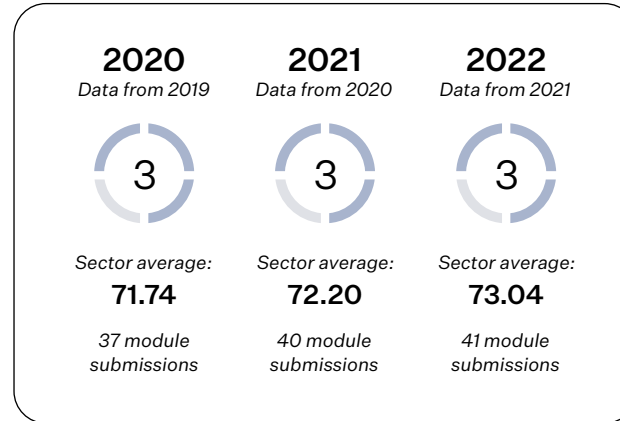 2020
Data from 2019
3
Sector average:
71.74
37 module
submissions
2021
Data from 2020
3
Sector average:
72.20
40 module
submissions
2022
Data from 2021
3
Sector average:
73.04
41 module
submissions